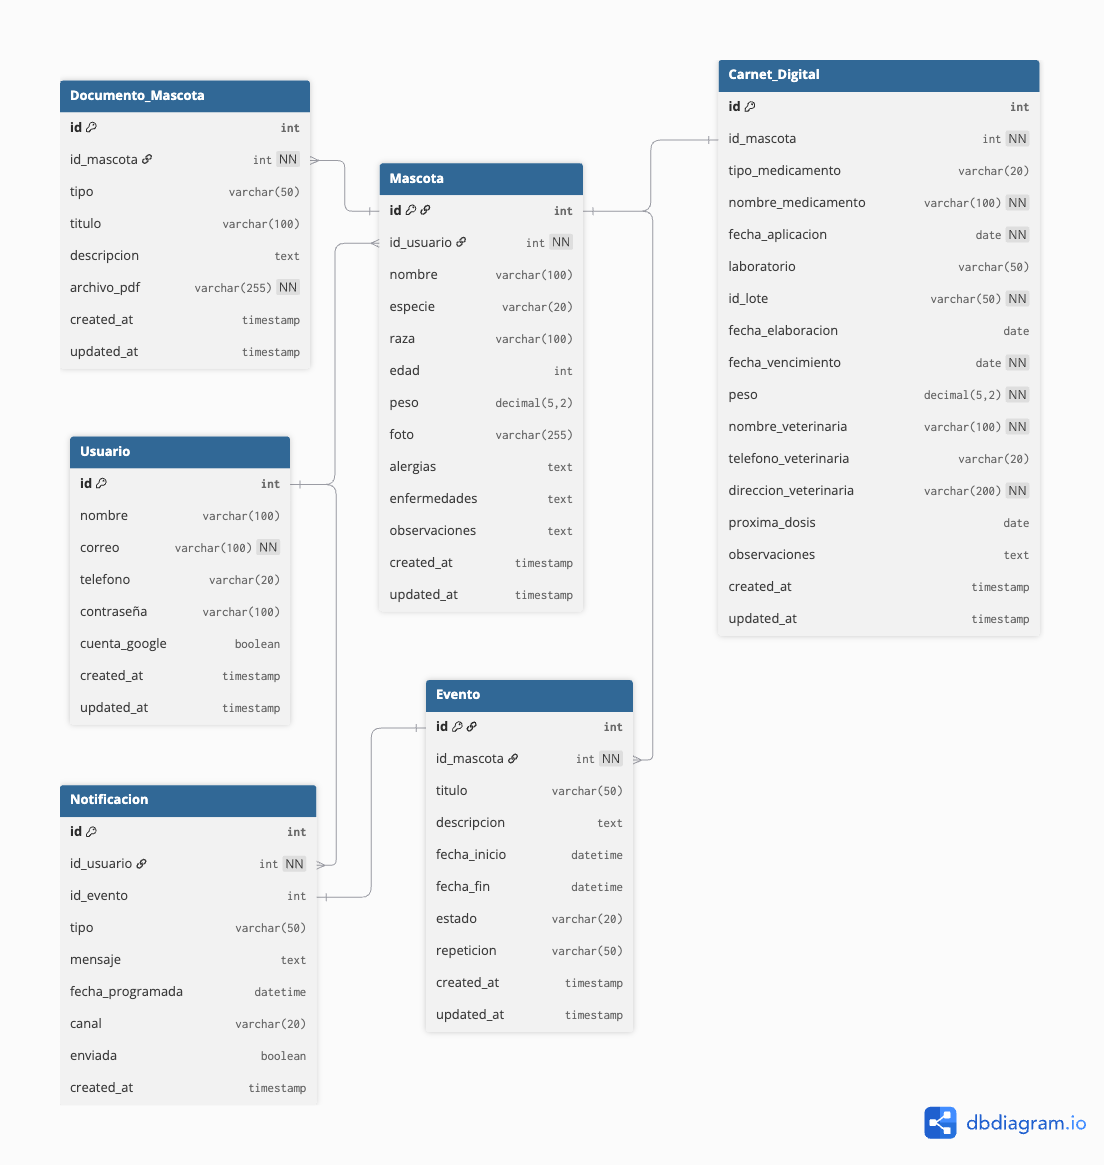 Documento_Mascota
id int
id_mascota int NN
tipo varchar(50)
titulo varchar(100)
descripcion text
archivo_pdf varchar(255) NN
created_at timestamp
updated_at timestamp
Mascota
id int
id_usuario int NN
nombre varchar(100)
especie varchar(20)
raza varchar(100)
edad int
peso decimal(5,2)
foto varchar(255)
alergias text
enfermedades text
observaciones text
created_at timestamp
updated_at timestamp
Carnet_Digital
id int
id_mascota int NN
tipo_medicamento varchar(20)
nombre_medicamento varchar(100) NN
fecha_aplicacion date NN
laboratorio varchar(50)
id_lote varchar(50) NN
fecha_elaboracion date
fecha_vencimiento date NN
peso decimal(5,2) NN
nombre_veterinaria varchar(100) NN
telefono_veterinaria varchar(20)
direccion_veterinaria varchar(200) NN
proxima_dosis date
observaciones text
created_at timestamp
updated_at timestamp
Usuario
id int
nombre varchar(100)
correo varchar(100) NN
telefono varchar(20)
contraseña varchar(100)
cuenta_google boolean
created_at timestamp
updated_at timestamp
Evento
id int
id_mascota int NN
titulo varchar(50)
descripcion text
fecha_inicio datetime
fecha_fin datetime
estado varchar(20)
repeticion varchar(50)
created_at timestamp
updated_at timestamp
Notificacion
id int
id_usuario int NN
id_evento int
tipo varchar(50)
mensaje text
fecha_programada datetime
canal varchar(20)
enviada boolean
created_at timestamp
dbdiagram.io